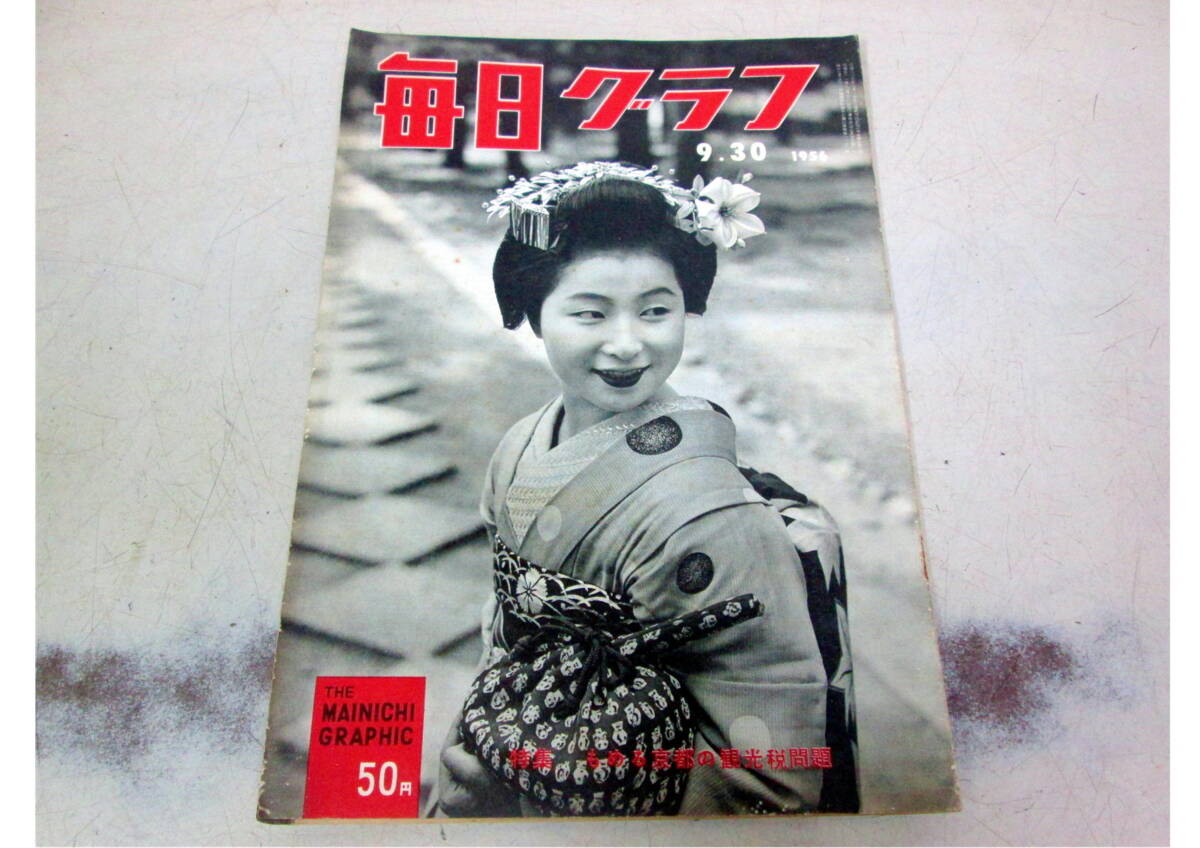 毎日グラフ
9.30 1956
THE
MAINICHI
GRAPHIC
50円
特集 もめる京都の観光税問題